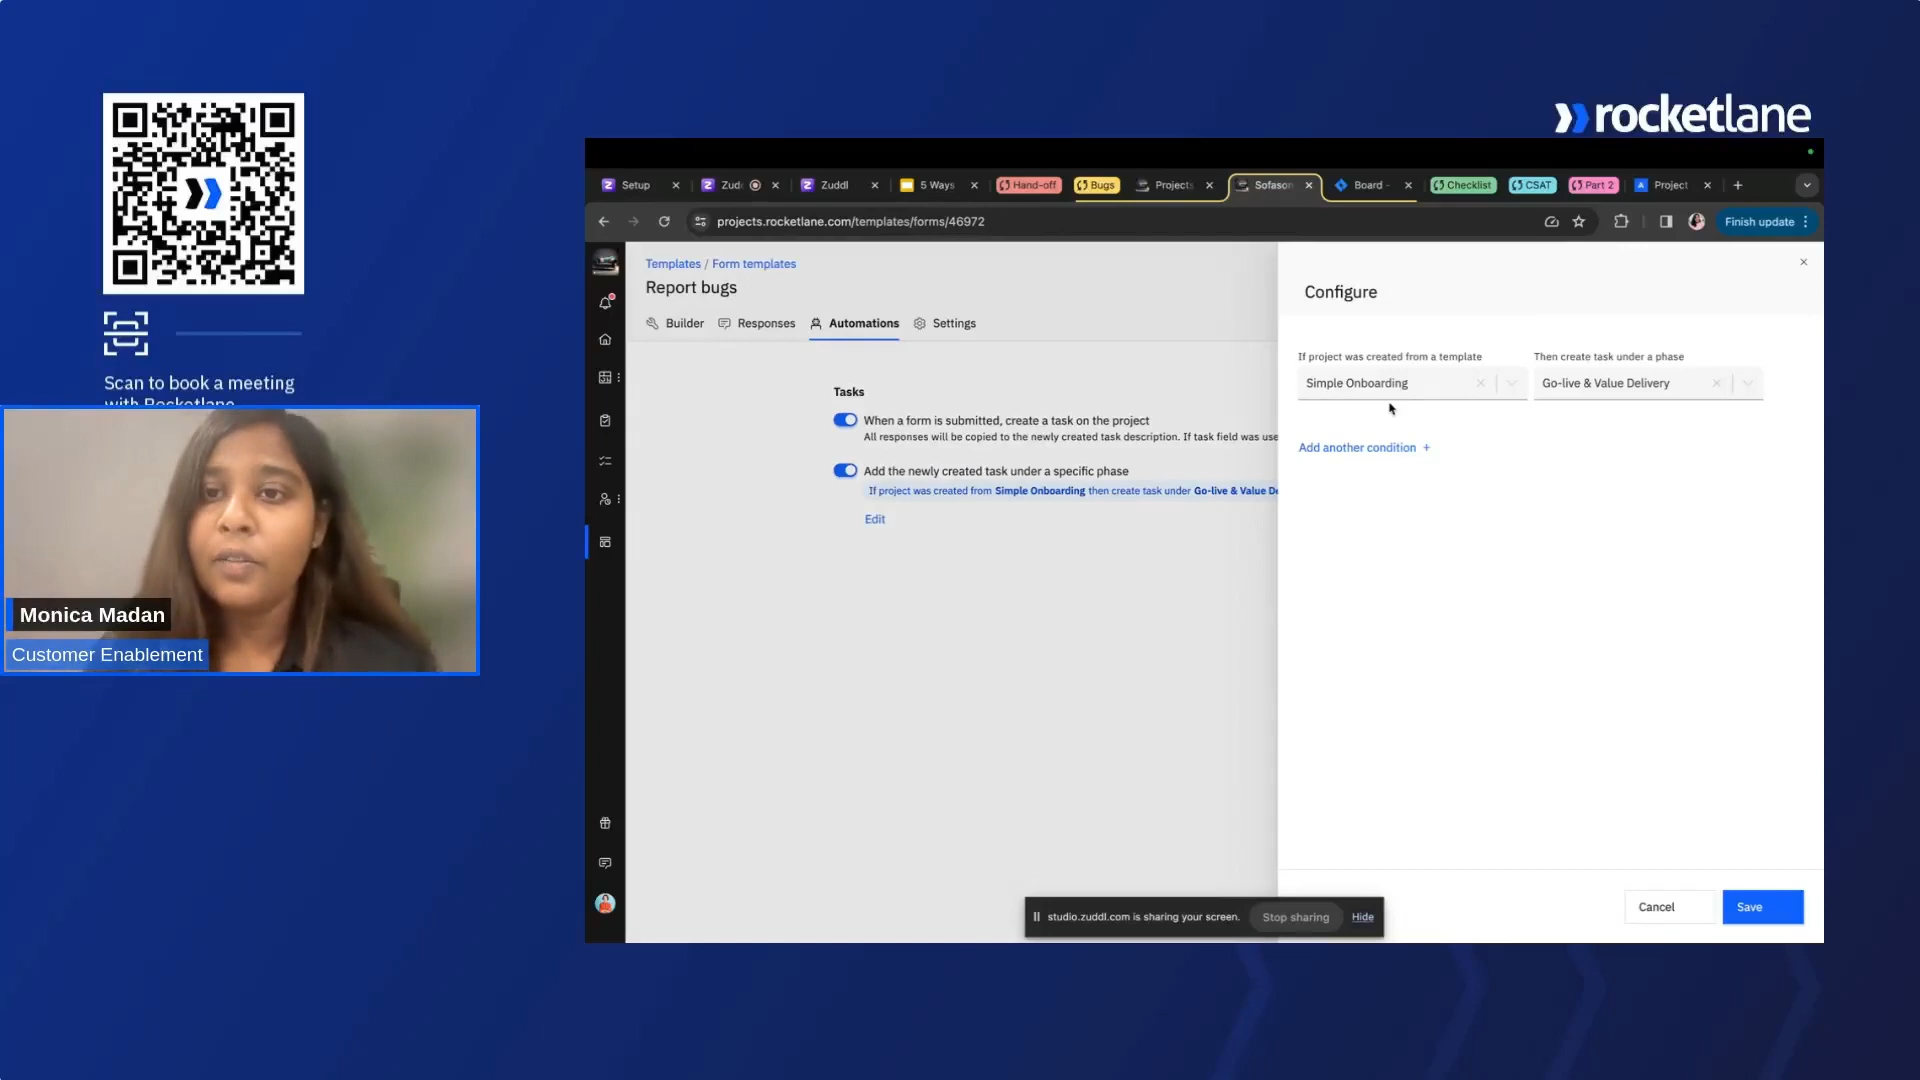 rocketlane
Setup
Zud
Zuddl
5 Ways
Hand-off
Bugs
Projects
Sofason
Board -
Checklist
CSAT
Part 2
Project
projects.rocketlane.com/templates/forms/46972
Finish update
Templates / Form templates
Report bugs
Builder
Responses
Automations
Settings
Configure
If project was created from a template
Then create task under a phase
Simple Onboarding
Go-live & Value Delivery
Add another condition +
Tasks
When a form is submitted, create a task on the project
All responses will be copied to the newly created task description. If task field was use
Add the newly created task under a specific phase
If project was created from Simple Onboarding then create task under Go-live & Value De
Edit
Cancel
Save
studio.zuddl.com is sharing your screen.
Stop sharing
Hide
Scan to book a meeting
with Rocketlane
Monica Madan
Customer Enablement